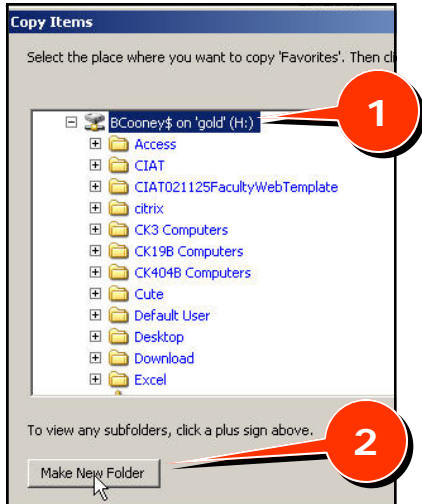 Copy Items
Select the place where you want to copy 'Favorites'. Then cli
1
BCooney$ on 'gold' (H:)
Access
CIAT
CIAT021125FacultyWebTemplate
citrix
CK3 Computers
CK19B Computers
CK404B Computers
Cute
Default User
Desktop
Download
Excel
To view any subfolders, click a plus sign above.
2
Make New Folder